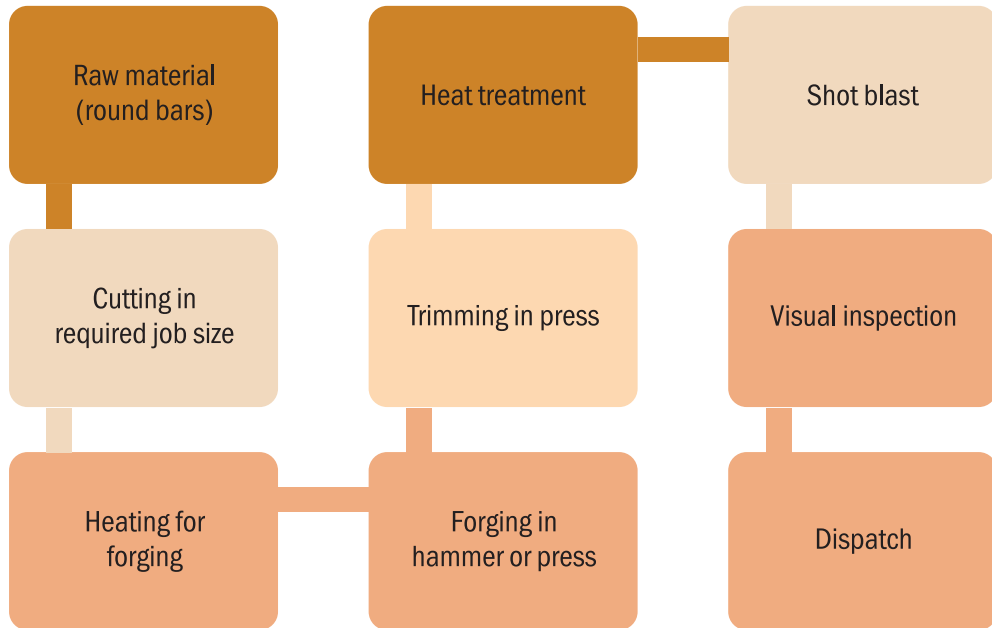 Raw material
(round bars)
Cutting in
required job size
Heating for
forging
Forging in
hammer or press
Trimming in press
Heat treatment
Shot blast
Visual inspection
Dispatch